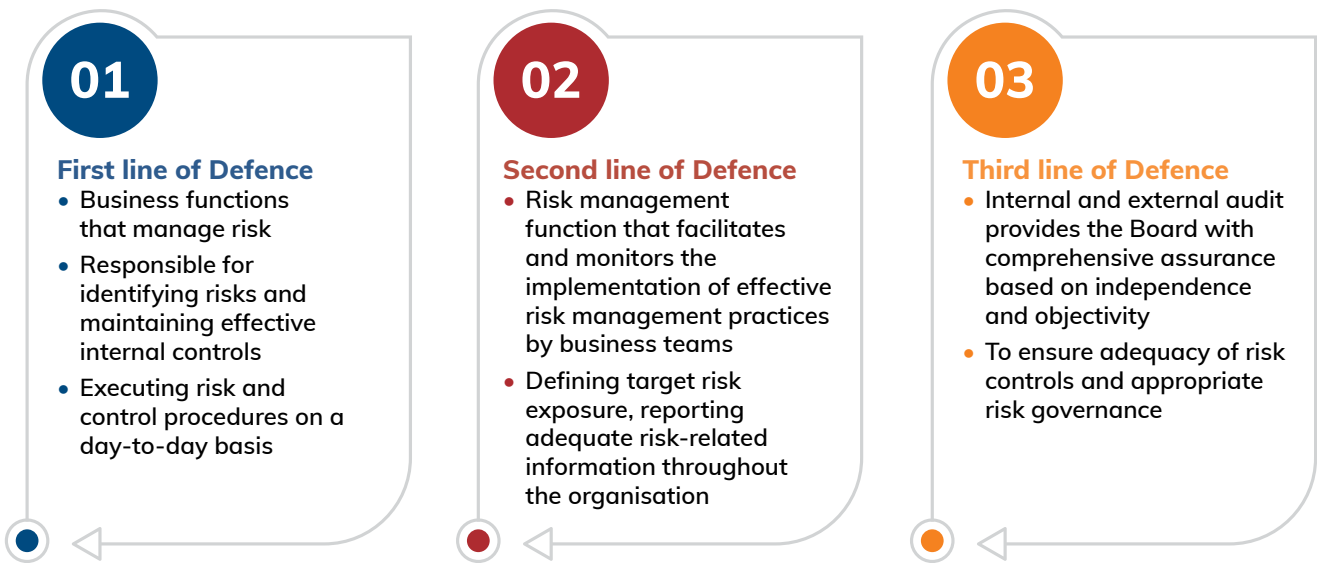 01
First line of Defence
• Business functions
that manage risk
• Responsible for
identifying risks and
maintaining effective
internal controls
• Executing risk and
control procedures on a
day-to-day basis
02
Second line of Defence
• Risk management
function that facilitates
and monitors the
implementation of effective
risk management practices
by business teams
• Defining target risk
exposure, reporting
adequate risk-related
information throughout
the organisation
03
Third line of Defence
• Internal and external audit
provides the Board with
comprehensive assurance
based on independence
and objectivity
• To ensure adequacy of risk
controls and appropriate
risk governance